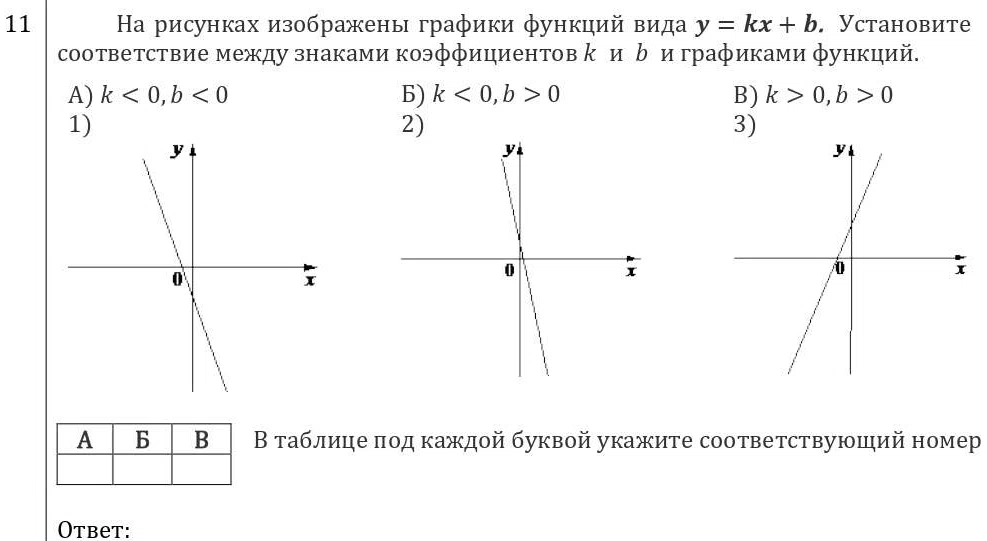 11 На рисунках изображены графики функций вида y = kx + b. Установите
соответствие между знаками коэффициентов k и b и графиками функций.
А) k < 0, b < 0 Б) k < 0, b > 0 В) k > 0, b > 0
1) 2) 3)
y y y
0 0 0
x x x
А Б В В таблице под каждой буквой укажите соответствующий номер
Ответ: